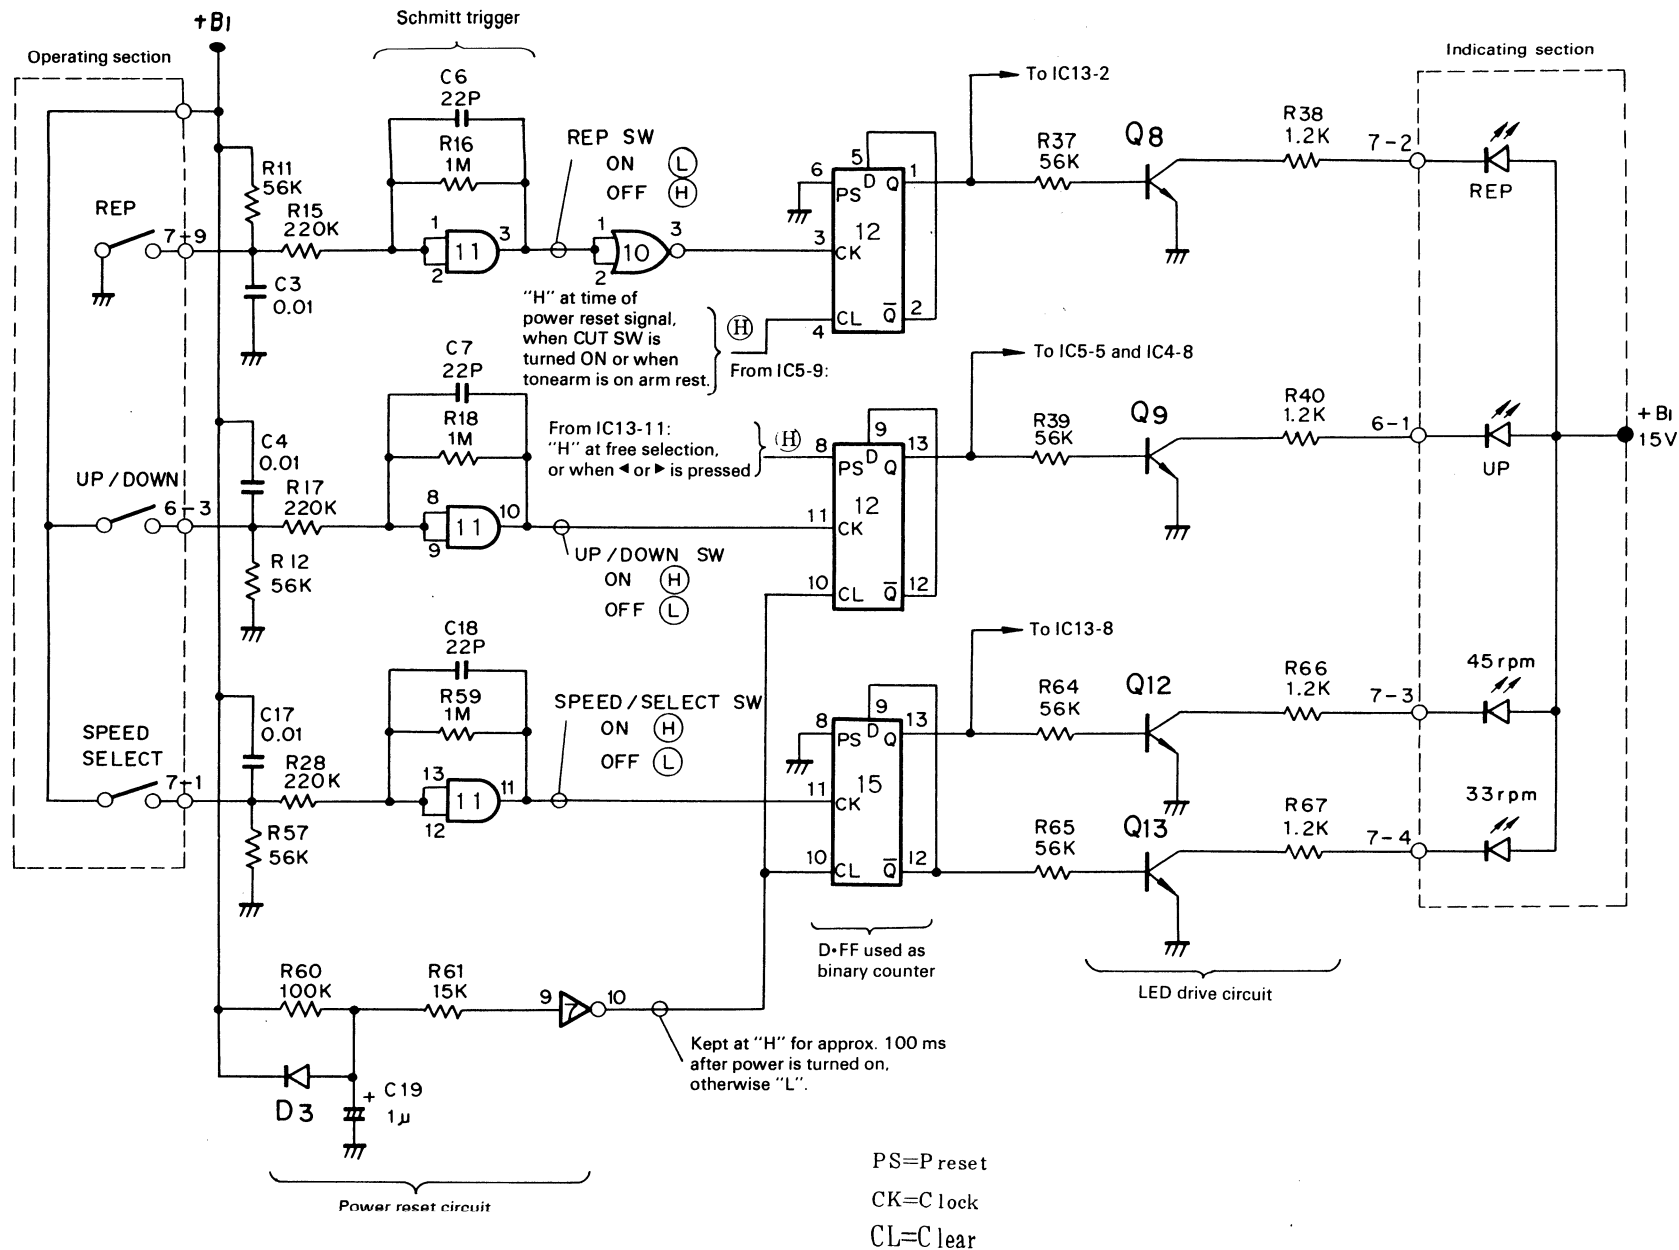 +B1
Schmitt trigger
Operating section
Indicating section
C6
22P
To IC13-2
R16
1M
REP SW
ON L
OFF H
R37
56K
Q8
R38
1.2K
7-2
REP
R11
56K
REP
7-9
R15
220K
1
2
11
3
1
2
10
3
6
5
PS
D
Q
1
3
CK
12
4
CL
Q̅
2
C3
0.01
"H" at time of
power reset signal,
when CUT SW is
turned ON or when
tonearm is on arm rest.
H
From IC5-9:
To IC5-5 and IC4-8
C7
22P
R18
1M
From IC13-11:
"H" at free selection,
or when ◄ or ► is pressed
H
8
9
PS
D
Q
13
R39
56K
Q9
R40
1.2K
6-1
UP
+B1
15V
C4
0.01
UP/DOWN
6-3
R17
220K
8
9
11
10
11
CK
12
10
CL
Q̅
12
R12
56K
UP/DOWN SW
ON H
OFF L
To IC13-8
C18
22P
R59
1M
SPEED/SELECT SW
ON H
OFF L
8
9
PS
D
Q
13
R64
56K
Q12
R66
1.2K
7-3
45rpm
C17
0.01
SPEED
SELECT
7-1
R28
220K
13
12
11
11
11
CK
15
10
CL
Q̅
12
R57
56K
R65
56K
Q13
R67
1.2K
7-4
33rpm
D•FF used as
binary counter
LED drive circuit
R60
100K
R61
15K
9
7
10
Kept at "H" for approx. 100 ms
after power is turned on,
otherwise "L".
D3
+
C19
1µ
Power reset circuit
PS=Preset
CK=Clock
CL=Clear